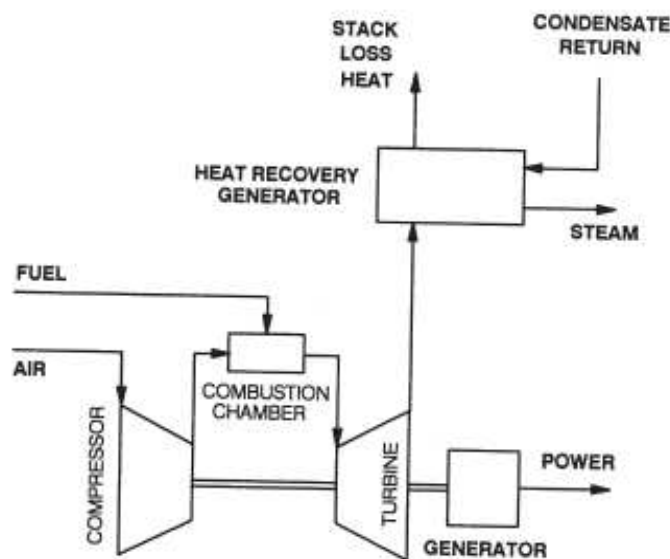 STACK
LOSS
HEAT
CONDENSATE
RETURN
HEAT RECOVERY
GENERATOR
STEAM
FUEL
AIR
COMBUSTION
CHAMBER
COMPRESSOR
TURBINE
POWER
GENERATOR